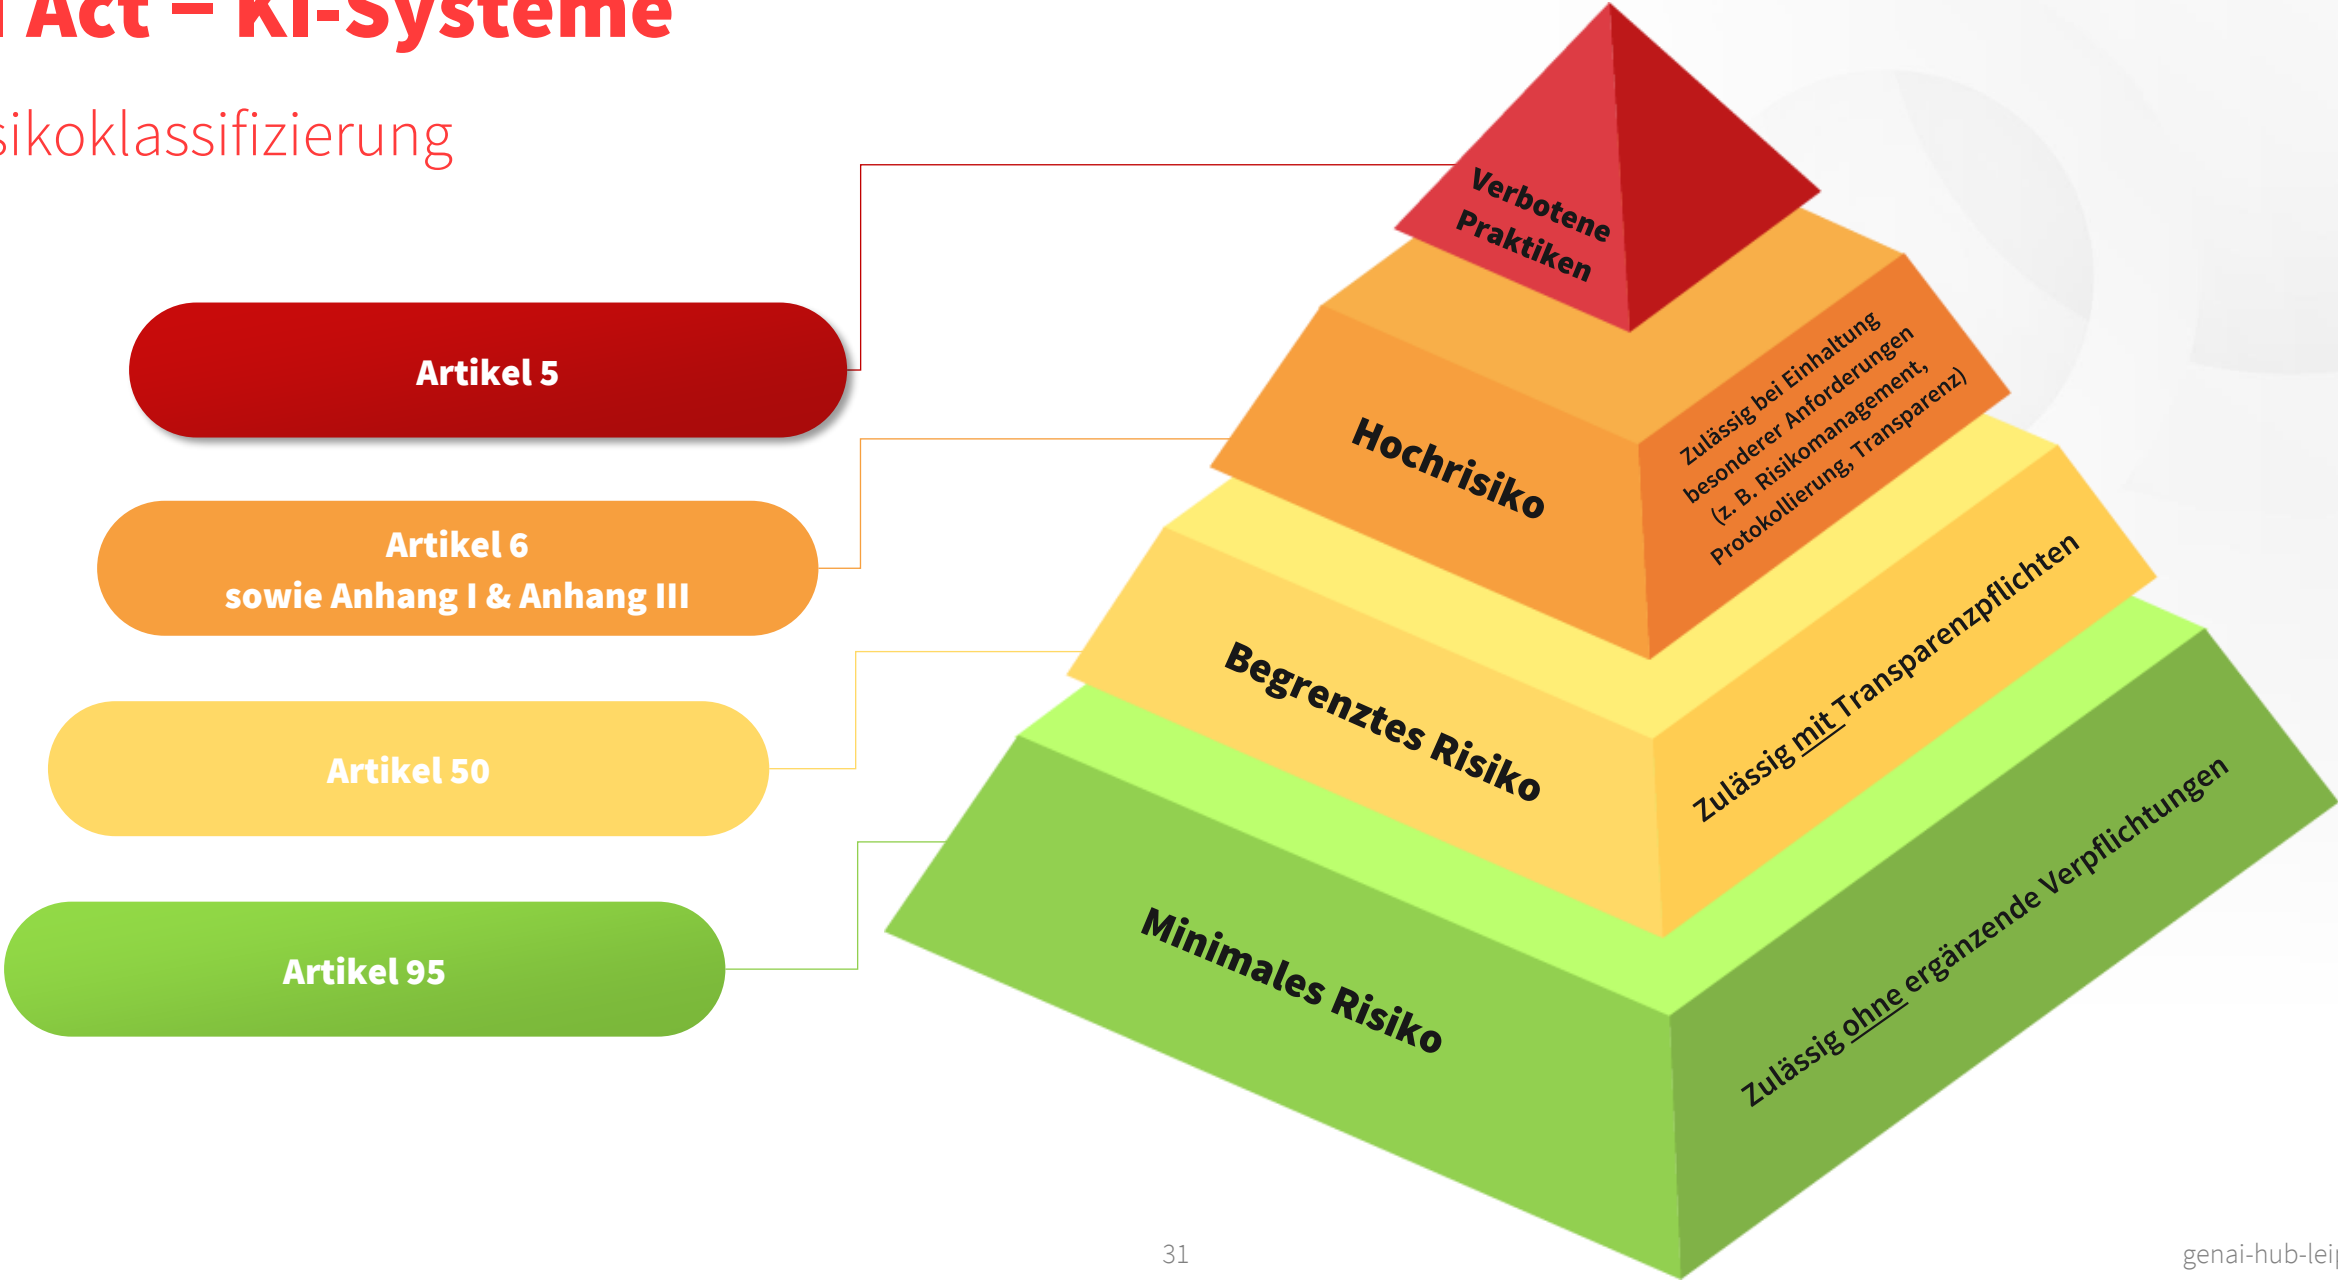 Act – KI-Systeme
sikoklassifizierung
Verbotene
Praktiken
Artikel 5
Zulässig bei Einhaltung
besonderer Anforderungen
(z. B. Risikomanagement,
Protokollierung, Transparenz)
Hochrisiko
Artikel 6
sowie Anhang I & Anhang III
Begrenztes Risiko
Zulässig mit Transparenzpflichten
Artikel 50
Minimales Risiko
Zulässig ohne ergänzende Verpflichtungen
Artikel 95
31
genai-hub-leip